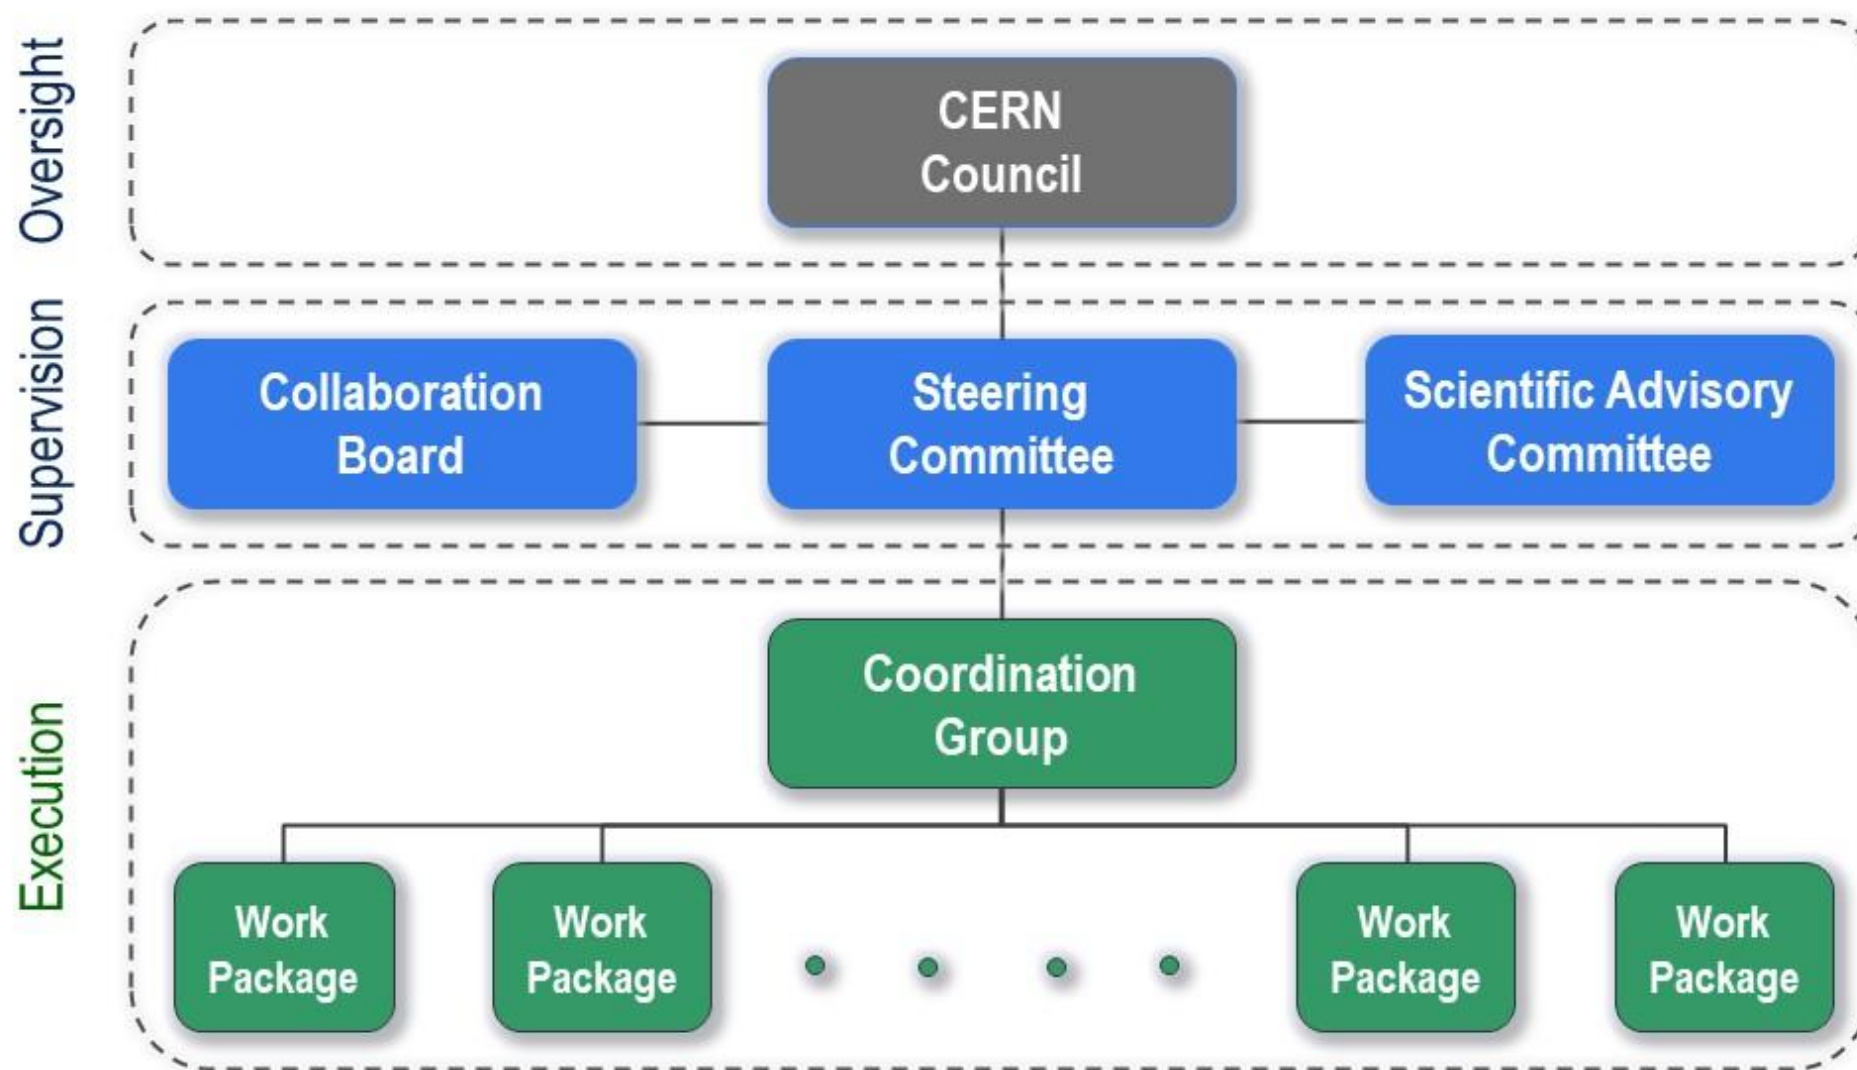 Oversight
CERN
Council
Supervision
Collaboration
Board
Steering
Committee
Scientific Advisory
Committee
Execution
Coordination
Group
Work
Package
Work
Package
Work
Package
Work
Package